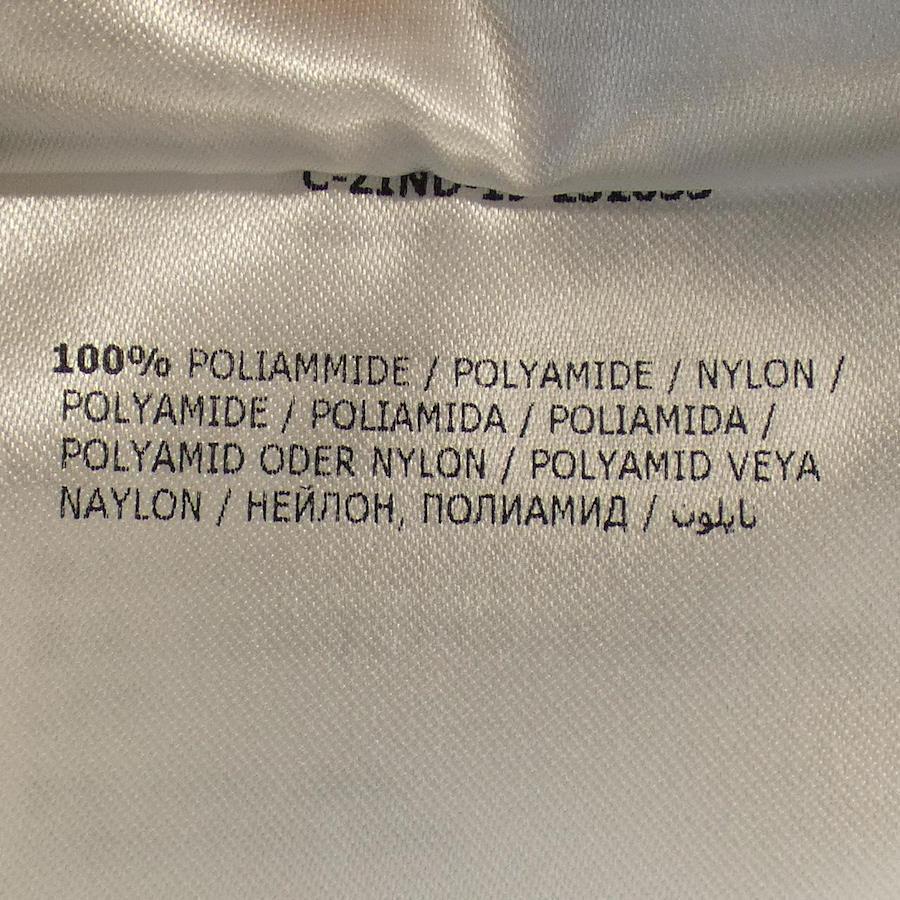 100% POLIAMMIDE / POLYAMIDE / NYLON /
POLYAMIDE / POLIAMIDA / POLIAMIDA /
POLYAMID ODER NYLON / POLYAMID VEYA
NAYLON / НЕЙЛОН, ПОЛИАМИД / نايلون